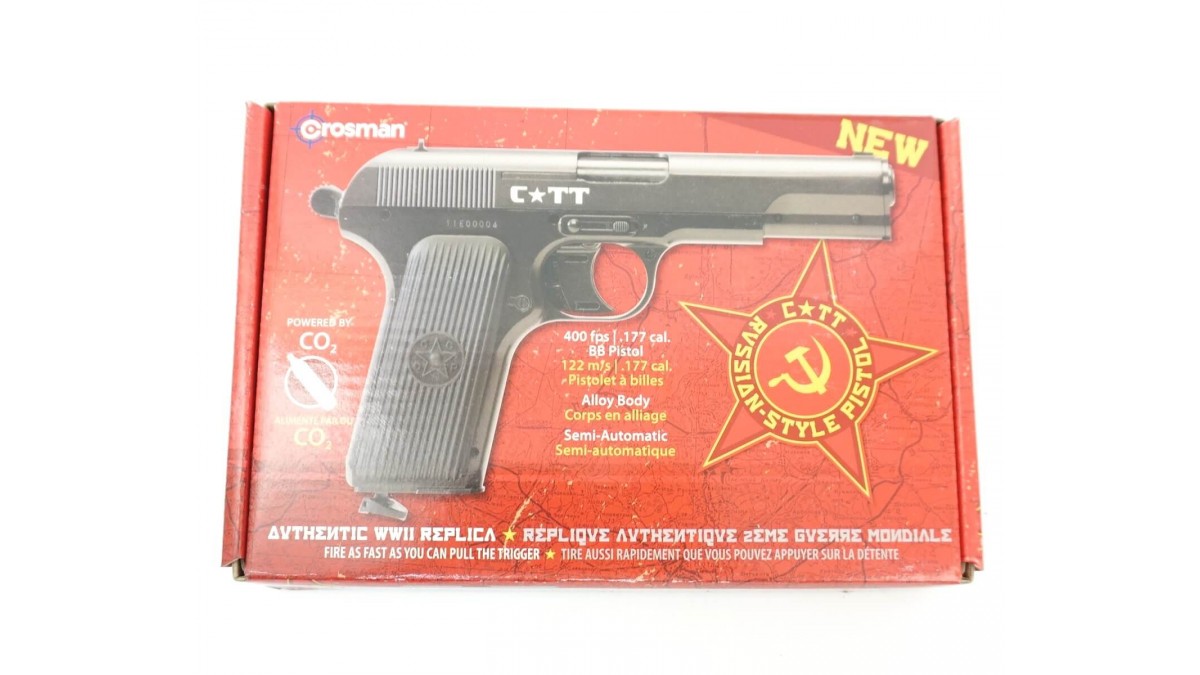 Crosman
NEW
C★TT
11E00004
POWERED BY
CO2
ALIMENTÉ PAR DU
CO2
400 fps | .177 cal.
BB Pistol
122 m/s | .177 cal.
Pistolet à billes
Alloy Body
Corps en alliage
Semi-Automatic
Semi-automatique
C★TT
RUSSIAN-STYLE PISTOL
AUTHENTIC WWII REPLICA ★ RÉPLIQUE AUTHENTIQUE 2ÈME GUERRE MONDIALE
FIRE AS FAST AS YOU CAN PULL THE TRIGGER ★ TIRE AUSSI RAPIDEMENT QUE VOUS POUVEZ APPUYER SUR LA DÉTENTE